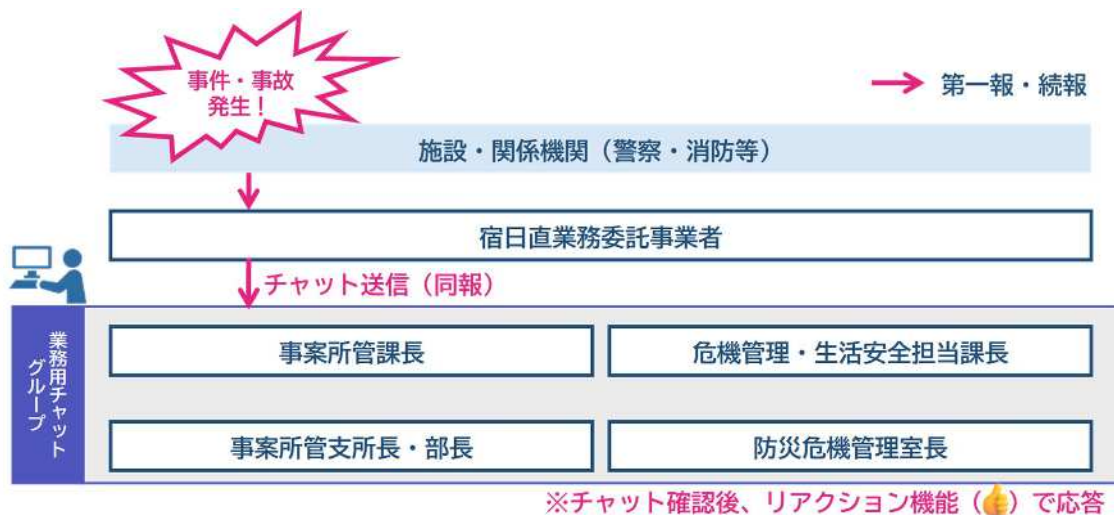 事件・事故
発生！
第一報・続報
施設・関係機関（警察・消防等）
宿日直業務委託事業者
チャット送信（同報）
業務用チャット
グループ
事案所管課長
危機管理・生活安全担当課長
事案所管支所長・部長
防災危機管理室長
※チャット確認後、リアクション機能（👍）で応答